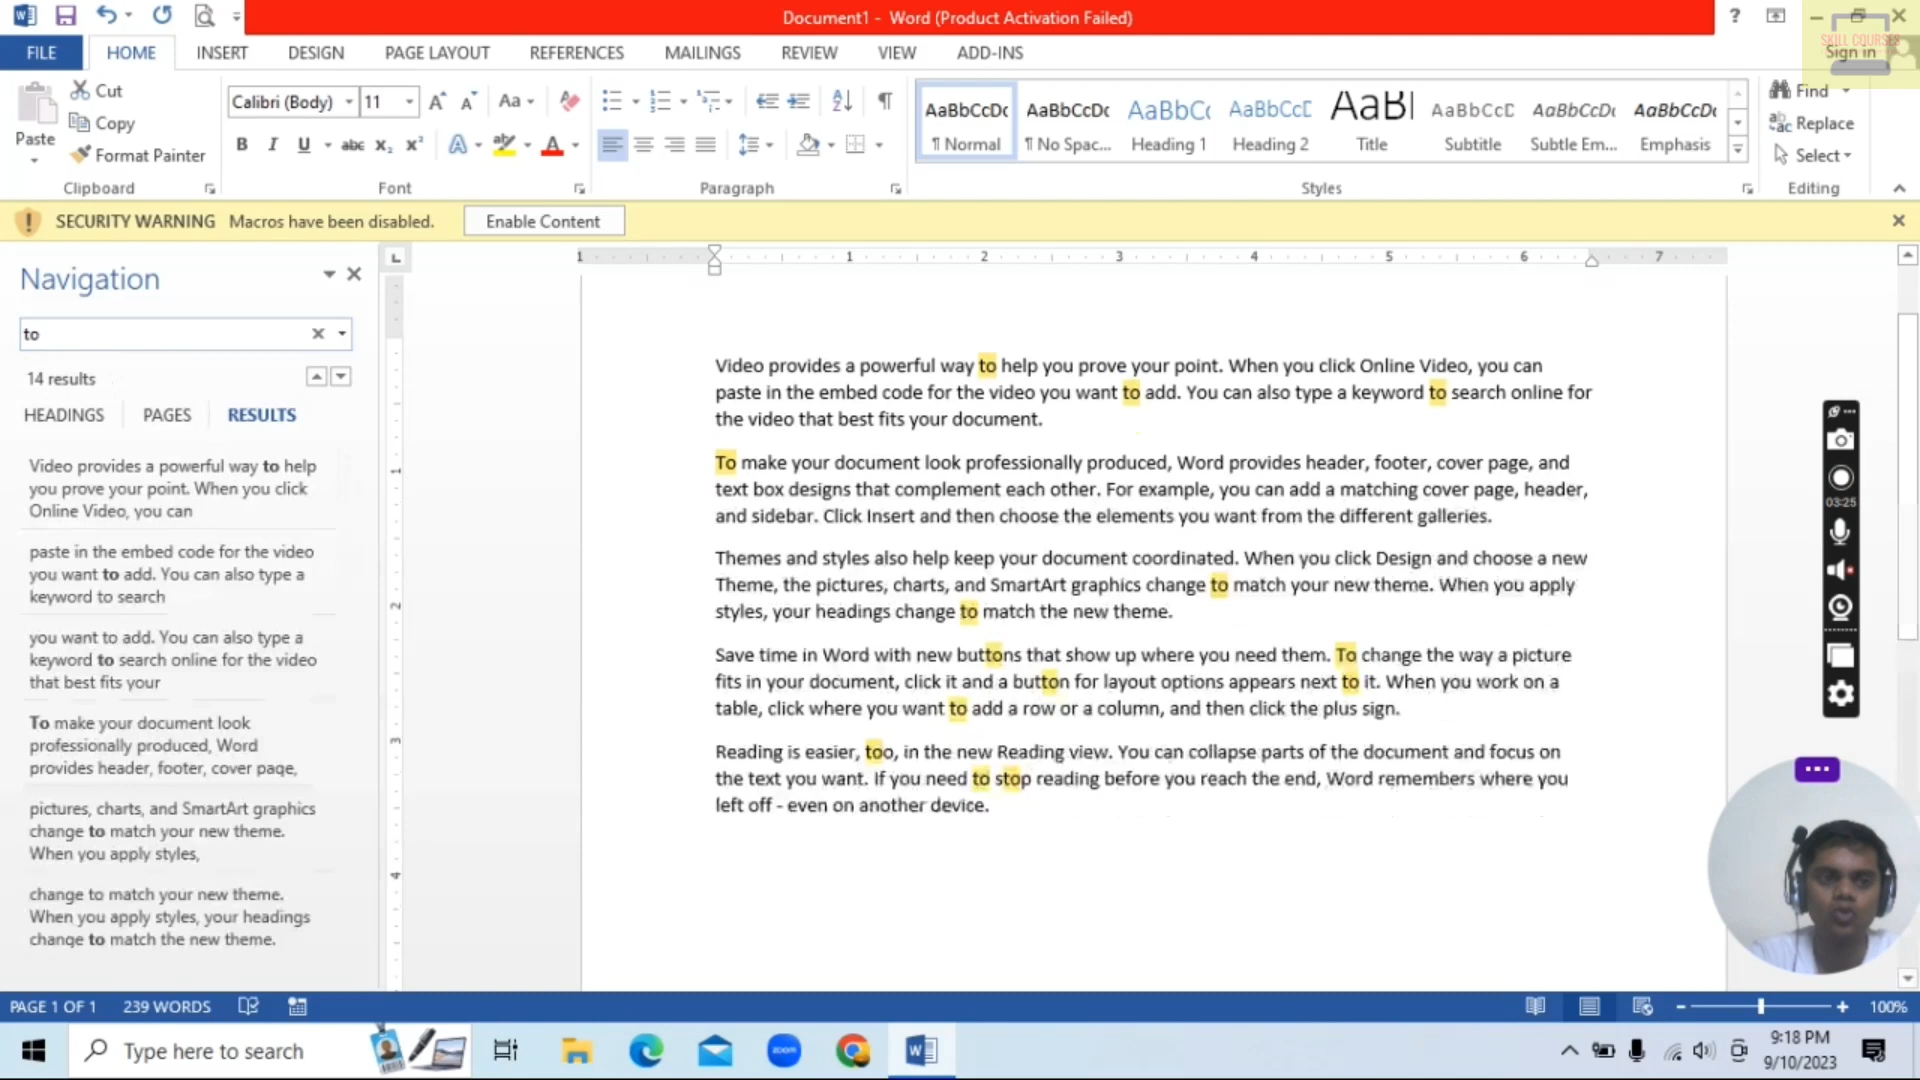 Document1 - Word (Product Activation Failed)
SKILL COURSES
FILE HOME INSERT DESIGN PAGE LAYOUT REFERENCES MAILINGS REVIEW VIEW ADD-INS Sign in
Cut
Copy
Format Painter
Paste
Clipboard
Calibri (Body) 11
Font
Paragraph
AaBbCcDc AaBbCcDc AaBbC( AaBbCcD AaB AaBbCcD AaBbCcDc AaBbCcDc
¶ Normal ¶ No Spac... Heading 1 Heading 2 Title Subtitle Subtle Em... Emphasis
Styles
Find
Replace
Select
Editing
SECURITY WARNING Macros have been disabled. Enable Content
Navigation
to
14 results
HEADINGS PAGES RESULTS
Video provides a powerful way to help
you prove your point. When you click
Online Video, you can
paste in the embed code for the video
you want to add. You can also type a
keyword to search
you want to add. You can also type a
keyword to search online for the video
that best fits your
To make your document look
professionally produced, Word
provides header, footer, cover page,
pictures, charts, and SmartArt graphics
change to match your new theme.
When you apply styles,
change to match your new theme.
When you apply styles, your headings
change to match the new theme.
1 1 2 3 4 5 6 7
1
2
3
4
Video provides a powerful way to help you prove your point. When you click Online Video, you can
paste in the embed code for the video you want to add. You can also type a keyword to search online for
the video that best fits your document.
To make your document look professionally produced, Word provides header, footer, cover page, and
text box designs that complement each other. For example, you can add a matching cover page, header,
and sidebar. Click Insert and then choose the elements you want from the different galleries.
Themes and styles also help keep your document coordinated. When you click Design and choose a new
Theme, the pictures, charts, and SmartArt graphics change to match your new theme. When you apply
styles, your headings change to match the new theme.
Save time in Word with new buttons that show up where you need them. To change the way a picture
fits in your document, click it and a button for layout options appears next to it. When you work on a
table, click where you want to add a row or a column, and then click the plus sign.
Reading is easier, too, in the new Reading view. You can collapse parts of the document and focus on
the text you want. If you need to stop reading before you reach the end, Word remembers where you
left off - even on another device.
03:25
PAGE 1 OF 1 239 WORDS 100%
Type here to search
zoom
9:18 PM
9/10/2023